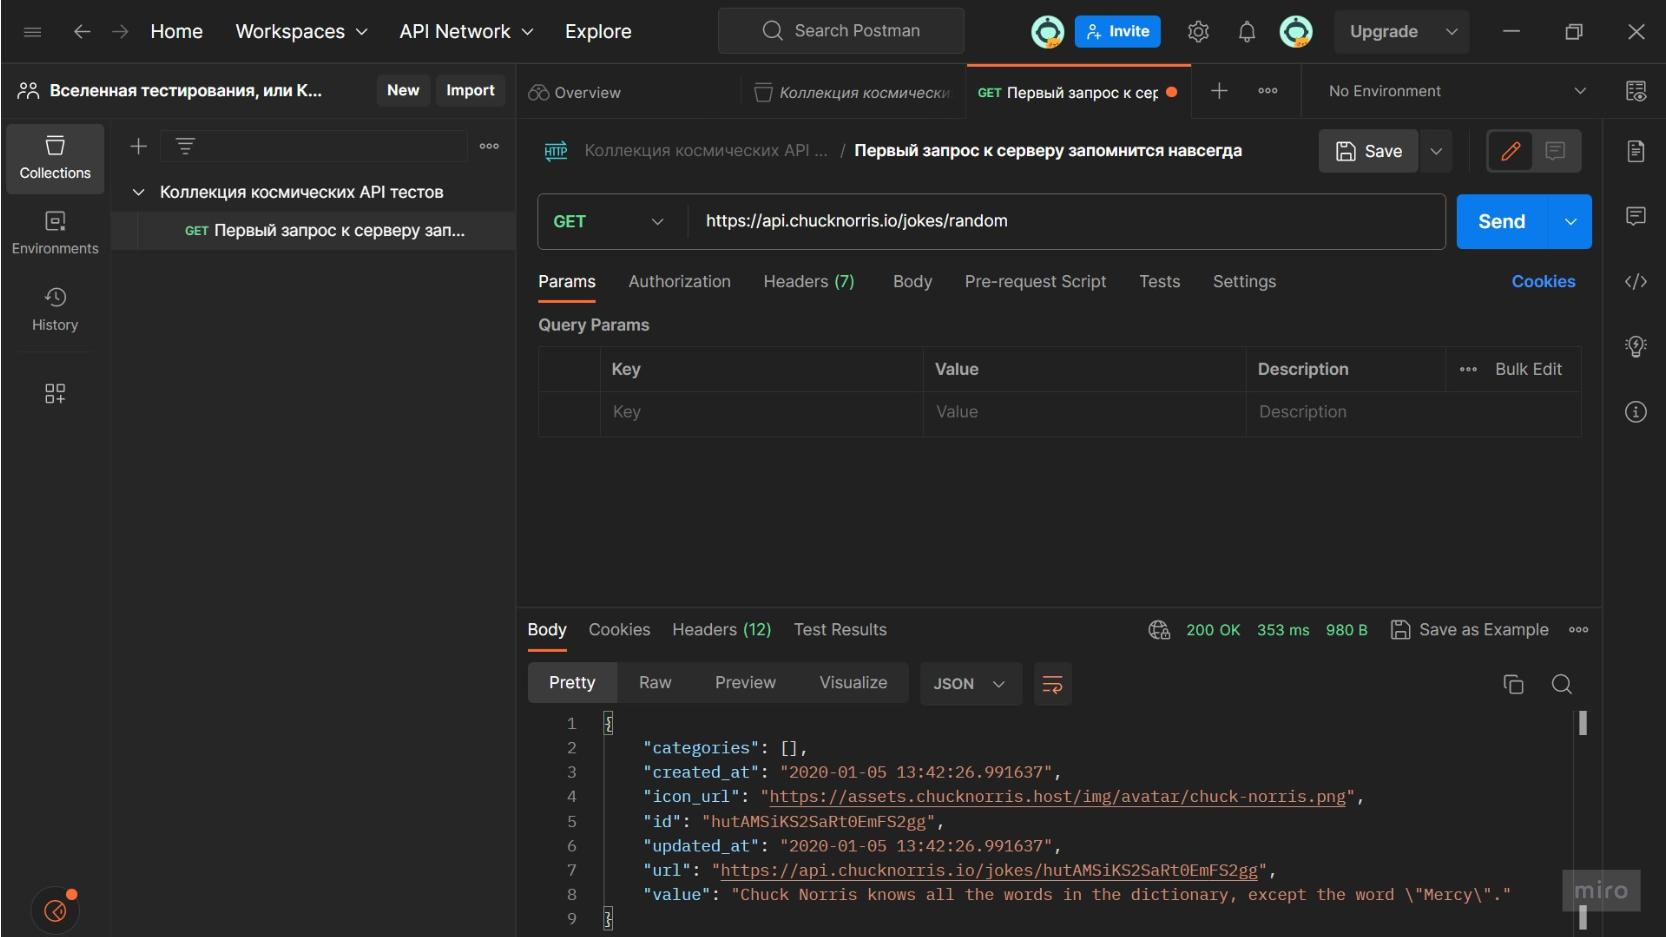 Home Workspaces API Network Explore Search Postman Invite Upgrade
Вселенная тестирования, или К... New Import Overview Коллекция космически GET Первый запрос к сер No Environment
Collections
Environments
History
Коллекция космических API тестов
GET Первый запрос к серверу зап...
HTTP Коллекция космических API ... / Первый запрос к серверу запомнится навсегда Save
GET https://api.chucknorris.io/jokes/random Send
Params Authorization Headers (7) Body Pre-request Script Tests Settings Cookies
Query Params
Key Value Description Bulk Edit
Key Value Description
Body Cookies Headers (12) Test Results 200 OK 353 ms 980 B Save as Example
Pretty Raw Preview Visualize JSON
1 {
2 "categories": [],
3 "created_at": "2020-01-05 13:42:26.991637",
4 "icon_url": "https://assets.chucknorris.host/img/avatar/chuck-norris.png",
5 "id": "hutAMSiKS2SaRt0EmFS2gg",
6 "updated_at": "2020-01-05 13:42:26.991637",
7 "url": "https://api.chucknorris.io/jokes/hutAMSiKS2SaRt0EmFS2gg",
8 "value": "Chuck Norris knows all the words in the dictionary, except the word \"Mercy\"."
9 }
miro